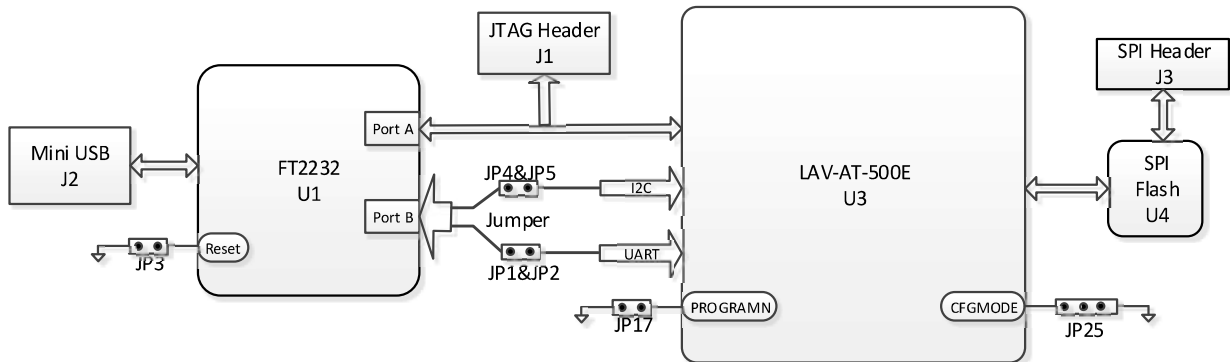 JTAG Header
J1
SPI Header
J3
Mini USB
J2
FT2232
U1
Port A
Port B
Reset
JP3
JP4&JP5
Jumper
JP1&JP2
I2C
UART
LAV-AT-500E
U3
PROGRAMN
JP17
CFGMODE
JP25
SPI
Flash
U4